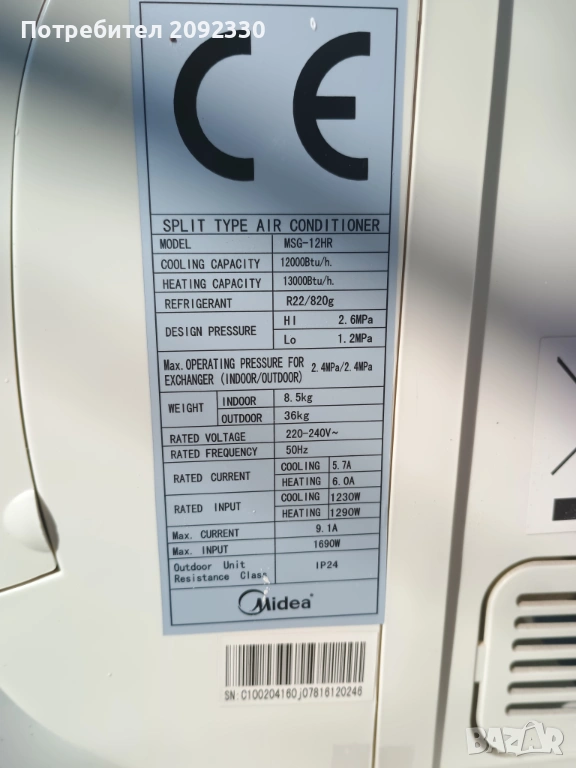 Потребител 2092330
CE
SPLIT TYPE AIR CONDITIONER
MODEL MSG-12HR
COOLING CAPACITY 12000Btu/h.
HEATING CAPACITY 13000Btu/h.
REFRIGERANT R22/820g
DESIGN PRESSURE HI 2.6MPa
Lo 1.2MPa
Max. OPERATING PRESSURE FOR EXCHANGER (INDOOR/OUTDOOR) 2.4MPa/2.4MPa
WEIGHT INDOOR 8.5kg
OUTDOOR 36kg
RATED VOLTAGE 220-240V~
RATED FREQUENCY 50Hz
RATED CURRENT COOLING 5.7A
HEATING 6.0A
RATED INPUT COOLING 1230W
HEATING 1290W
Max. CURRENT 9.1A
Max. INPUT 1690W
Outdoor Unit Resistance Class IP24
Midea
SN:C100204160j07816120246
BAZAR